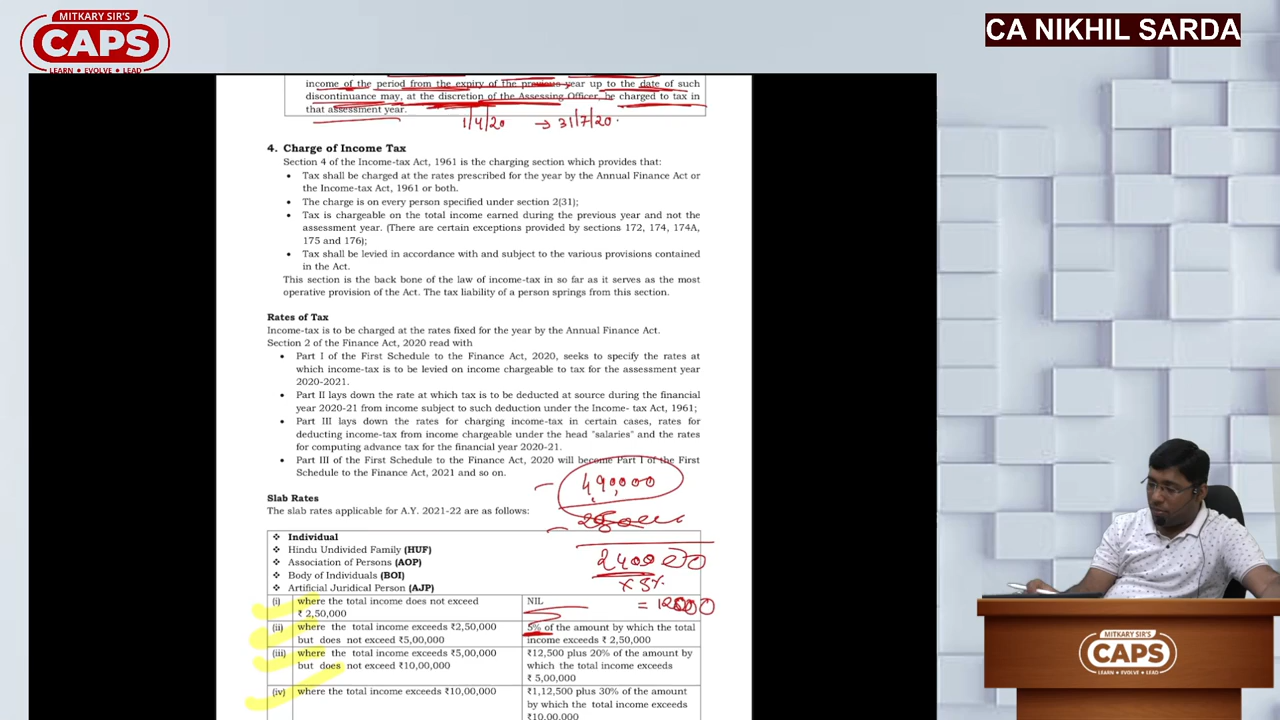 MITKARY SIR'S
CAPS
LEARN • EVOLVE • LEAD
CA NIKHIL SARDA
income of the period from the expiry of the previous year up to the date of such
discontinuance may, at the discretion of the Assessing Officer, be charged to tax in
that assessment year.
1/4/20 → 31/7/20.
4. Charge of Income Tax
Section 4 of the Income-tax Act, 1961 is the charging section which provides that:
• Tax shall be charged at the rates prescribed for the year by the Annual Finance Act or
the Income-tax Act, 1961 or both.
• The charge is on every person specified under section 2(31);
• Tax is chargeable on the total income earned during the previous year and not the
assessment year. (There are certain exceptions provided by sections 172, 174, 174A,
175 and 176);
• Tax shall be levied in accordance with and subject to the various provisions contained
in the Act.
This section is the back bone of the law of income-tax in so far as it serves as the most
operative provision of the Act. The tax liability of a person springs from this section.
Rates of Tax
Income-tax is to be charged at the rates fixed for the year by the Annual Finance Act.
Section 2 of the Finance Act, 2020 read with
• Part I of the First Schedule to the Finance Act, 2020, seeks to specify the rates at
which income-tax is to be levied on income chargeable to tax for the assessment year
2020-2021.
• Part II lays down the rate at which tax is to be deducted at source during the financial
year 2020-21 from income subject to such deduction under the Income- tax Act, 1961;
• Part III lays down the rates for charging income-tax in certain cases, rates for
deducting income-tax from income chargeable under the head "salaries" and the rates
for computing advance tax for the financial year 2020-21.
• Part III of the First Schedule to the Finance Act, 2020 will become Part I of the First
Schedule to the Finance Act, 2021 and so on.
490000
Slab Rates
The slab rates applicable for A.Y. 2021-22 are as follows:
❖ Individual
❖ Hindu Undivided Family (HUF)
❖ Association of Persons (AOP)
❖ Body of Individuals (BOI)
❖ Artificial Juridical Person (AJP)
× 5%
(i) where the total income does not exceed NIL
₹ 2,50,000
(ii) where the total income exceeds ₹2,50,000 5% of the amount by which the total
but does not exceed ₹5,00,000 income exceeds ₹ 2,50,000
(iii) where the total income exceeds ₹5,00,000 ₹12,500 plus 20% of the amount by
but does not exceed ₹10,00,000 which the total income exceeds
₹ 5,00,000
(iv) where the total income exceeds ₹10,00,000 ₹1,12,500 plus 30% of the amount
by which the total income exceeds
₹10,00,000
MITKARY SIR'S
CAPS
LEARN • EVOLVE • LEAD